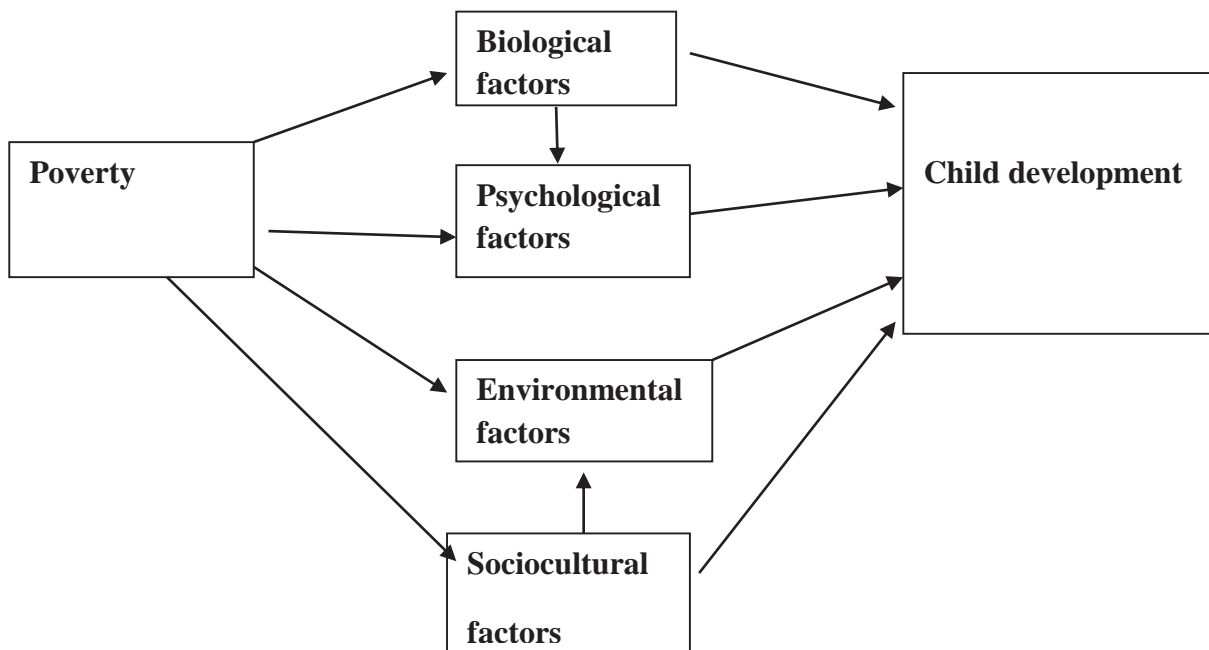 Biological
factors
Poverty
Psychological
factors
Child development
Environmental
factors
Sociocultural
factors